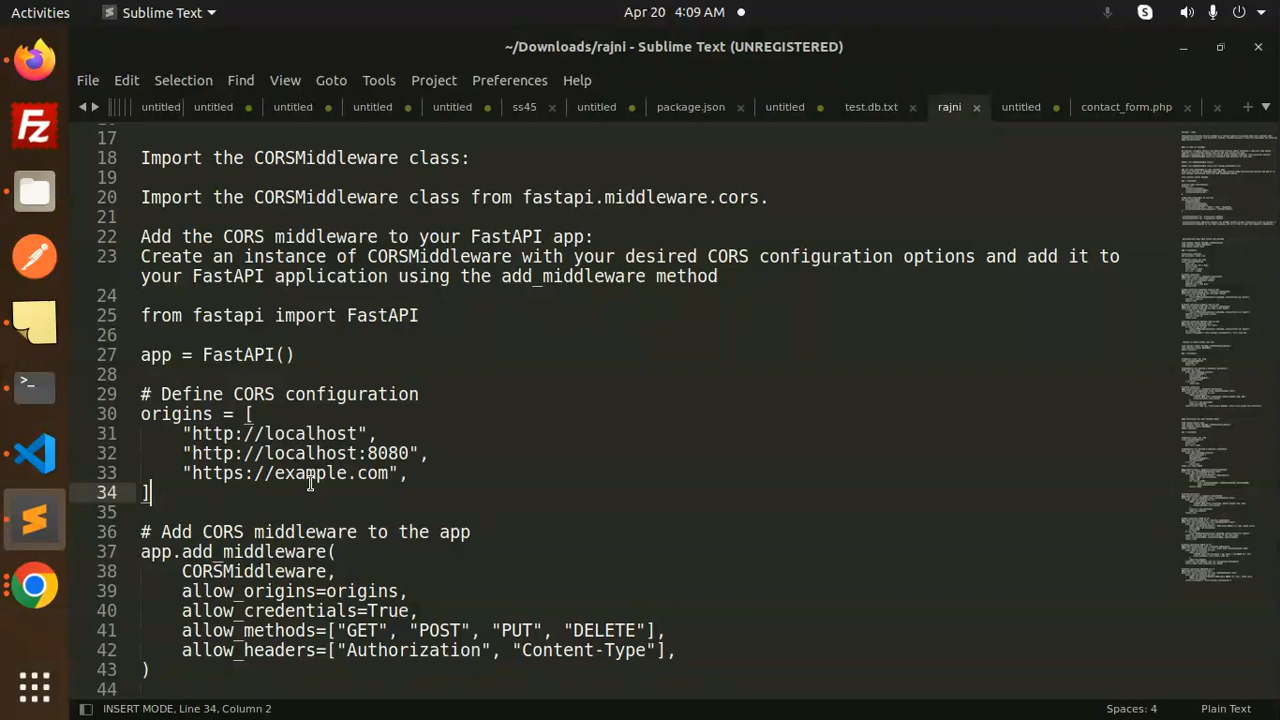 Activities
Sublime Text
Apr 20 4:09 AM
~/Downloads/rajni - Sublime Text (UNREGISTERED)
File Edit Selection Find View Goto Tools Project Preferences Help
untitled untitled untitled untitled untitled ss45 untitled package.json untitled test.db.txt rajni untitled contact_form.php
17
18 Import the CORSMiddleware class:
19
20 Import the CORSMiddleware class from fastapi.middleware.cors.
21
22 Add the CORS middleware to your FastAPI app:
23 Create an instance of CORSMiddleware with your desired CORS configuration options and add it to
your FastAPI application using the add_middleware method
24
25 from fastapi import FastAPI
26
27 app = FastAPI()
28
29 # Define CORS configuration
30 origins = [
31 "http://localhost",
32 "http://localhost:8080",
33 "https://example.com",
34 ]
35
36 # Add CORS middleware to the app
37 app.add_middleware(
38 CORSMiddleware,
39 allow_origins=origins,
40 allow_credentials=True,
41 allow_methods=["GET", "POST", "PUT", "DELETE"],
42 allow_headers=["Authorization", "Content-Type"],
43 )
44
INSERT MODE, Line 34, Column 2
Spaces: 4
Plain Text